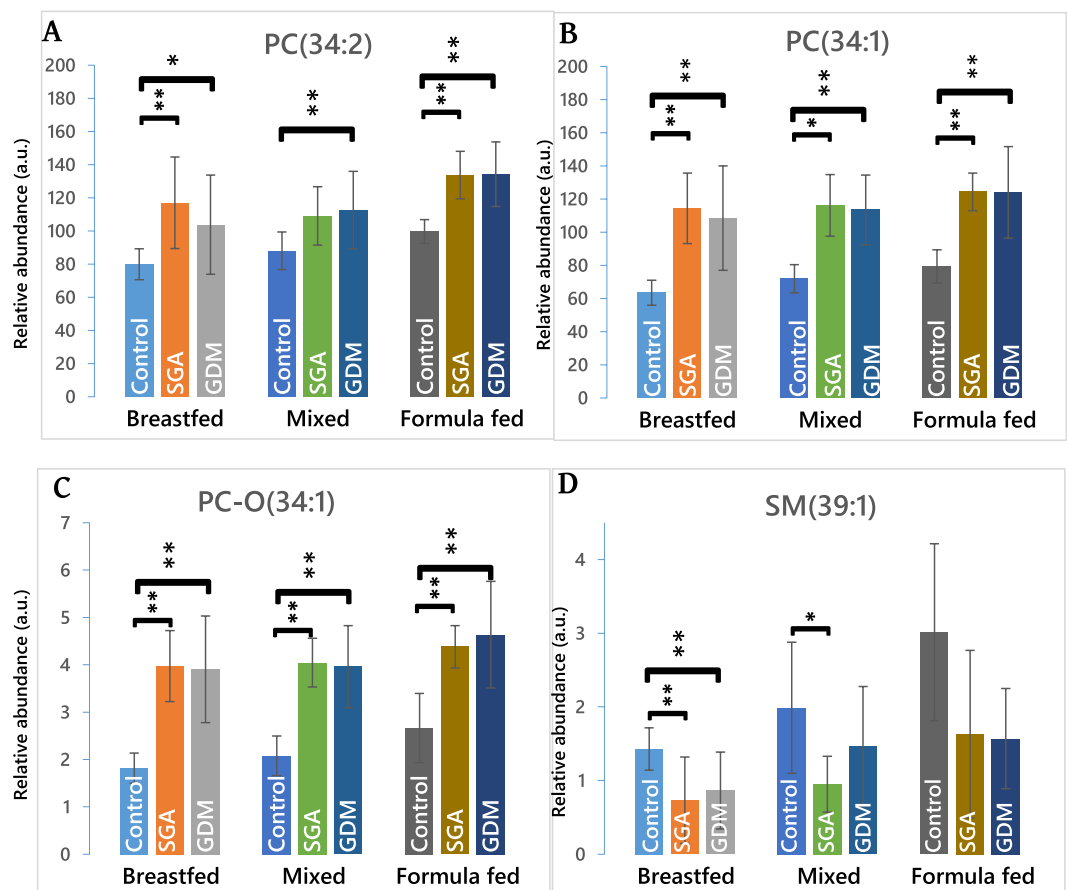 A
PC(34:2)
Relative abundance (a.u.)
200
180
160
140
120
100
80
60
40
20
0
*
**
**
**
**
Control
SGA
GDM
Control
SGA
GDM
Control
SGA
GDM
Breastfed
Mixed
Formula fed
B
PC(34:1)
Relative abundance (a.u.)
200
180
160
140
120
100
80
60
40
20
0
**
**
**
*
**
**
Control
SGA
GDM
Control
SGA
GDM
Control
SGA
GDM
Breastfed
Mixed
Formula fed
C
PC-O(34:1)
Relative abundance (a.u.)
7
6
5
4
3
2
1
0
**
**
**
**
**
**
Control
SGA
GDM
Control
SGA
GDM
Control
SGA
GDM
Breastfed
Mixed
Formula fed
D
SM(39:1)
Relative abundance (a.u.)
4
3
2
1
0
**
**
*
Control
SGA
GDM
Control
SGA
GDM
Control
SGA
GDM
Breastfed
Mixed
Formula fed